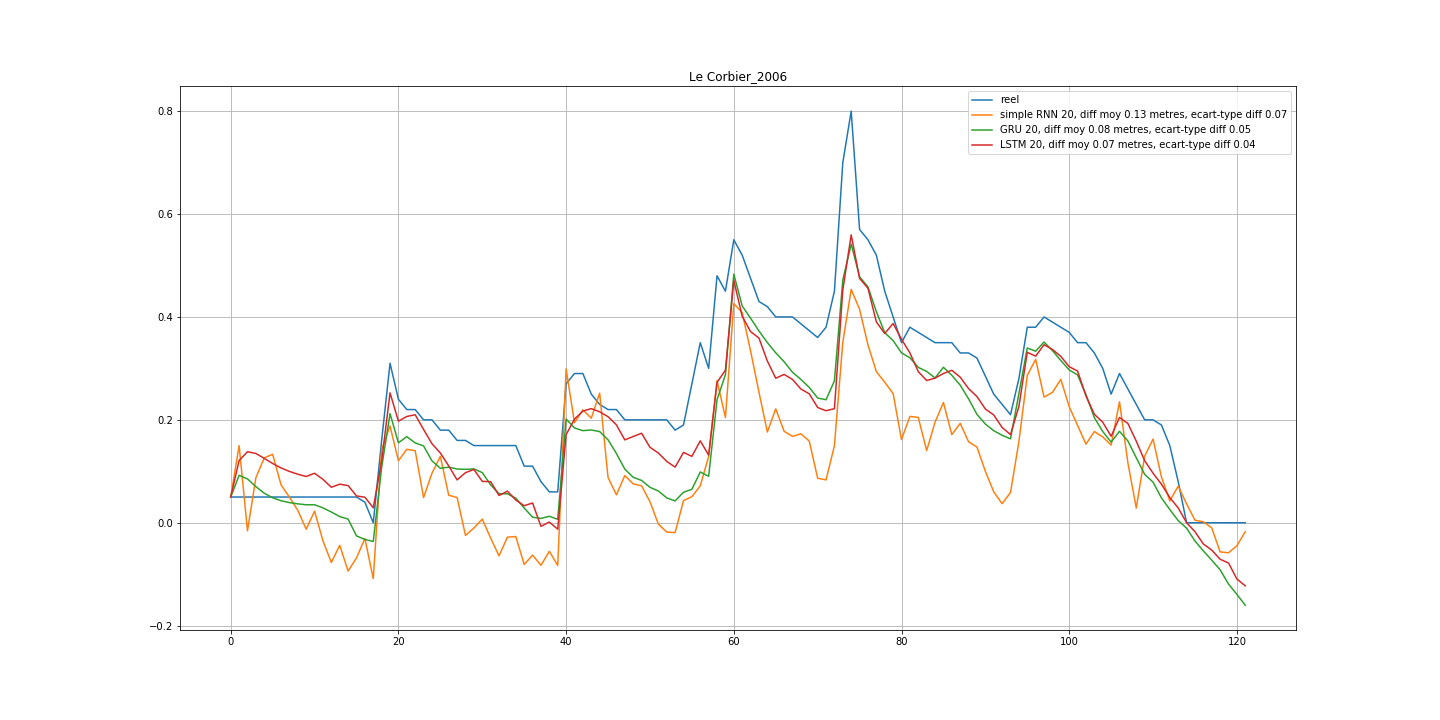 Le Corbier_2006
reel
simple RNN 20, diff moy 0.13 metres, ecart-type diff 0.07
GRU 20, diff moy 0.08 metres, ecart-type diff 0.05
LSTM 20, diff moy 0.07 metres, ecart-type diff 0.04
0.8
0.6
0.4
0.2
0.0
−0.2
0 20 40 60 80 100 120